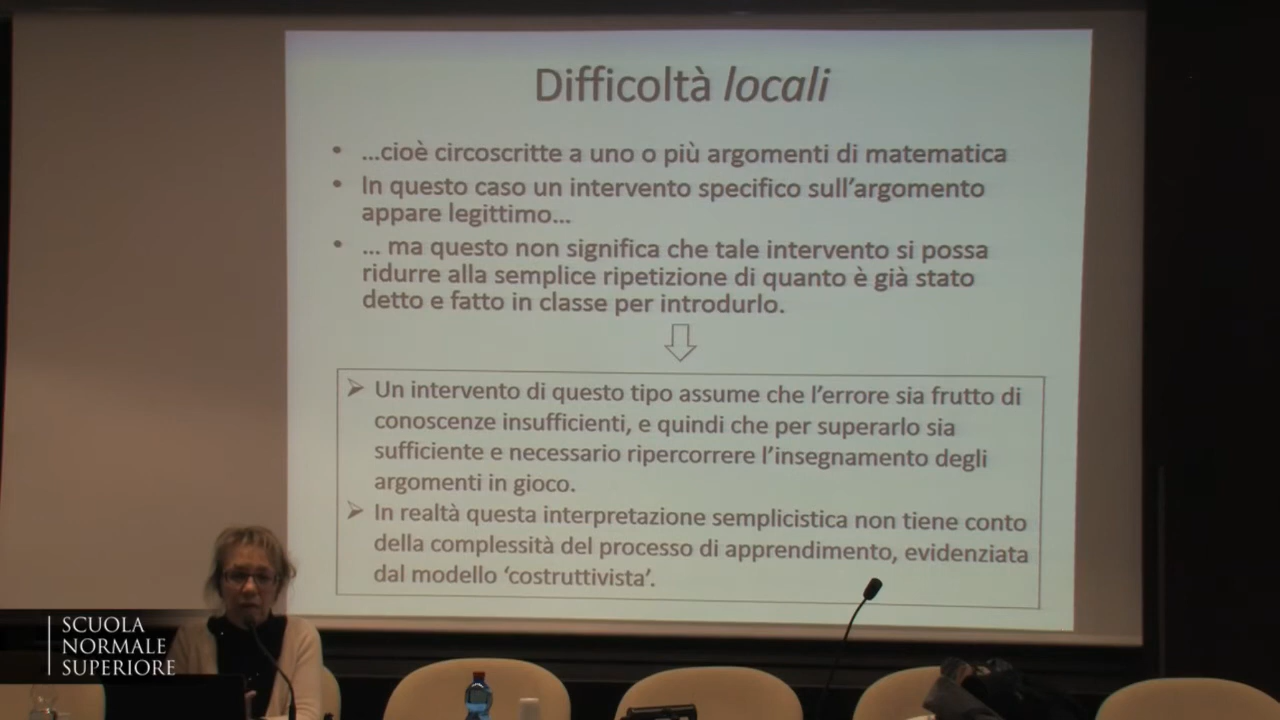 Difficoltà locali
• ...cioè circoscritte a uno o più argomenti di matematica
• In questo caso un intervento specifico sull'argomento
appare legittimo...
• ... ma questo non significa che tale intervento si possa
ridurre alla semplice ripetizione di quanto è già stato
detto e fatto in classe per introdurlo.
➢ Un intervento di questo tipo assume che l'errore sia frutto di
conoscenze insufficienti, e quindi che per superarlo sia
sufficiente e necessario ripercorrere l'insegnamento degli
argomenti in gioco.
➢ In realtà questa interpretazione semplicistica non tiene conto
della complessità del processo di apprendimento, evidenziata
dal modello 'costruttivista'.
SCUOLA
NORMALE
SUPERIORE